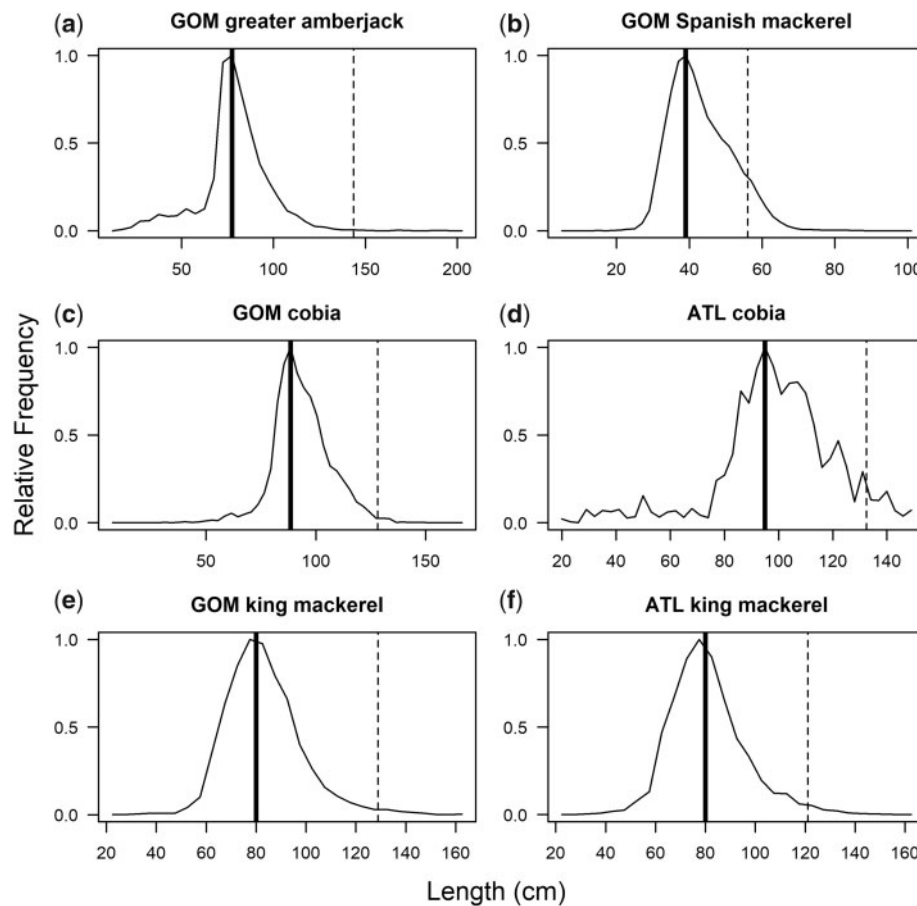 (a) GOM greater amberjack
(b) GOM Spanish mackerel
1.0
0.5
0.0
50 100 150 200
1.0
0.5
0.0
20 40 60 80 100
(c) GOM cobia
(d) ATL cobia
1.0
0.5
0.0
50 100 150
1.0
0.5
0.0
20 40 60 80 100 120 140
(e) GOM king mackerel
(f) ATL king mackerel
1.0
0.5
0.0
20 40 60 80 100 120 140 160
1.0
0.5
0.0
20 40 60 80 100 120 140 160
Relative Frequency
Length (cm)